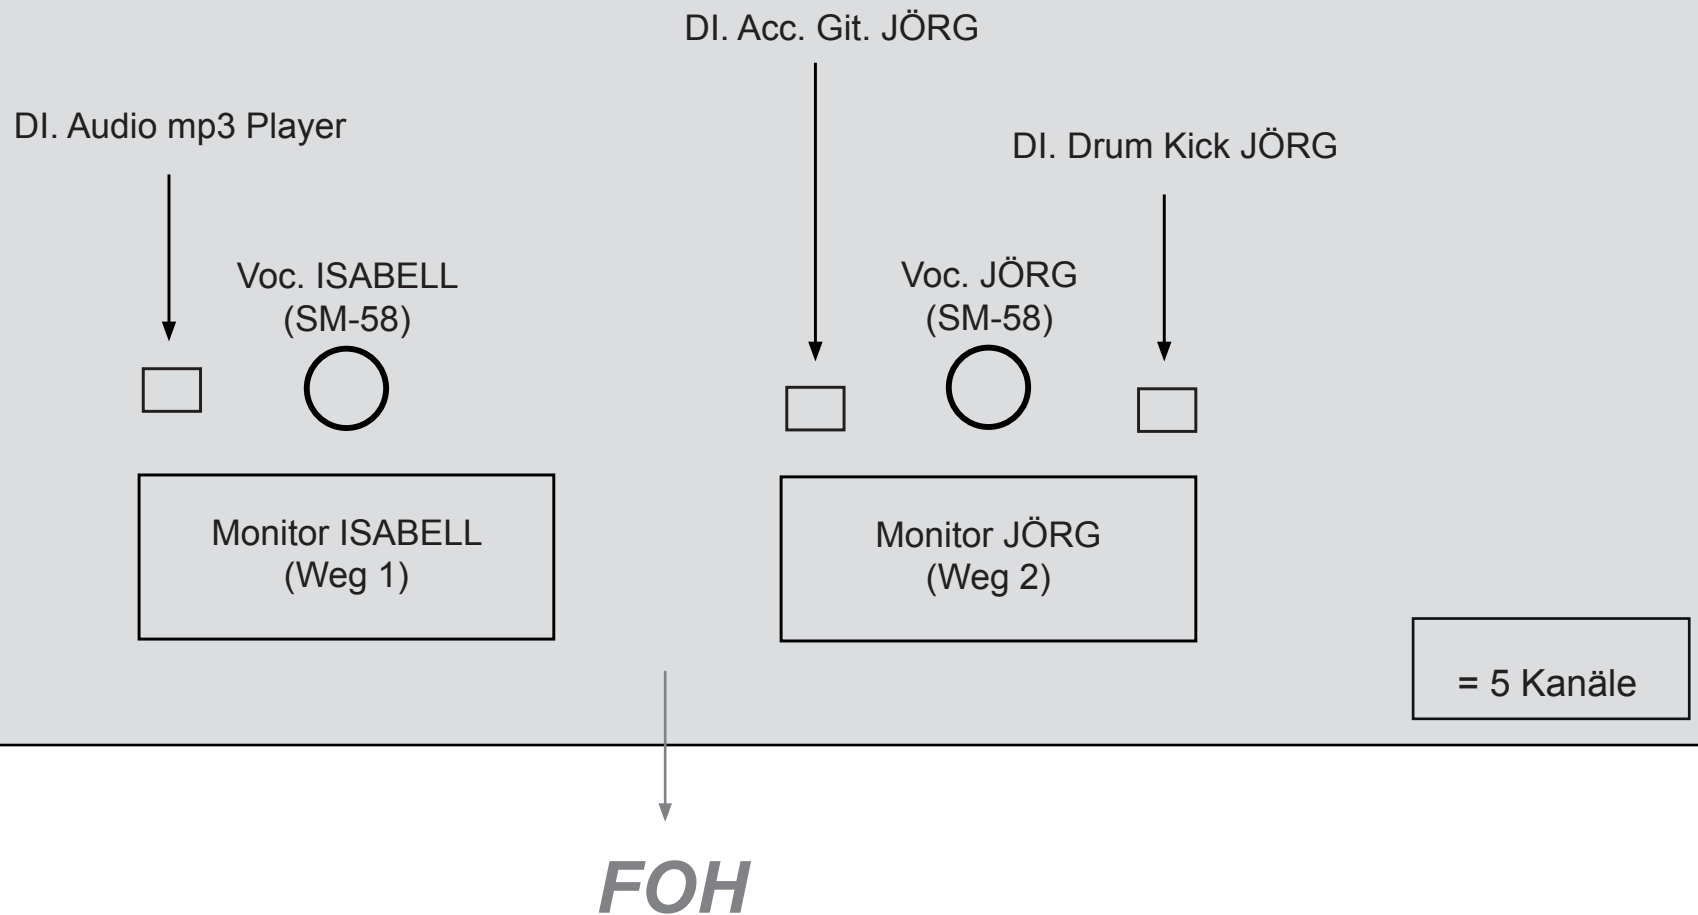 DI. Acc. Git. JÖRG
DI. Audio mp3 Player
DI. Drum Kick JÖRG
Voc. ISABELL
(SM-58)
Voc. JÖRG
(SM-58)
Monitor ISABELL
(Weg 1)
Monitor JÖRG
(Weg 2)
= 5 Kanäle
FOH